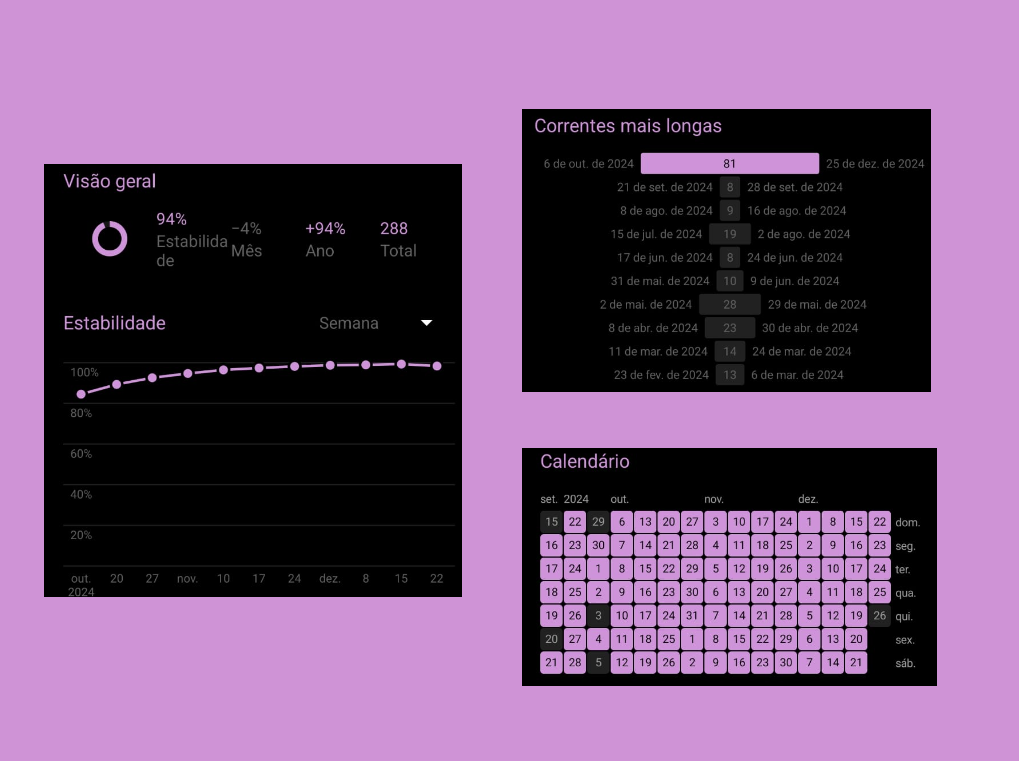 Visão geral
94%
Estabilida
de
−4%
Mês
+94%
Ano
288
Total
Estabilidade
Semana
100%
80%
60%
40%
20%
out. 20 27 nov. 10 17 24 dez. 8 15 22
2024
Correntes mais longas
6 de out. de 2024 81 25 de dez. de 2024
21 de set. de 2024 8 28 de set. de 2024
8 de ago. de 2024 9 16 de ago. de 2024
15 de jul. de 2024 19 2 de ago. de 2024
17 de jun. de 2024 8 24 de jun. de 2024
31 de mai. de 2024 10 9 de jun. de 2024
2 de mai. de 2024 28 29 de mai. de 2024
8 de abr. de 2024 23 30 de abr. de 2024
11 de mar. de 2024 14 24 de mar. de 2024
23 de fev. de 2024 13 6 de mar. de 2024
Calendário
set. 2024 out. nov. dez.
15 22 29 6 13 20 27 3 10 17 24 1 8 15 22 dom.
16 23 30 7 14 21 28 4 11 18 25 2 9 16 23 seg.
17 24 1 8 15 22 29 5 12 19 26 3 10 17 24 ter.
18 25 2 9 16 23 30 6 13 20 27 4 11 18 25 qua.
19 26 3 10 17 24 31 7 14 21 28 5 12 19 26 qui.
20 27 4 11 18 25 1 8 15 22 29 6 13 20 sex.
21 28 5 12 19 26 2 9 16 23 30 7 14 21 sáb.